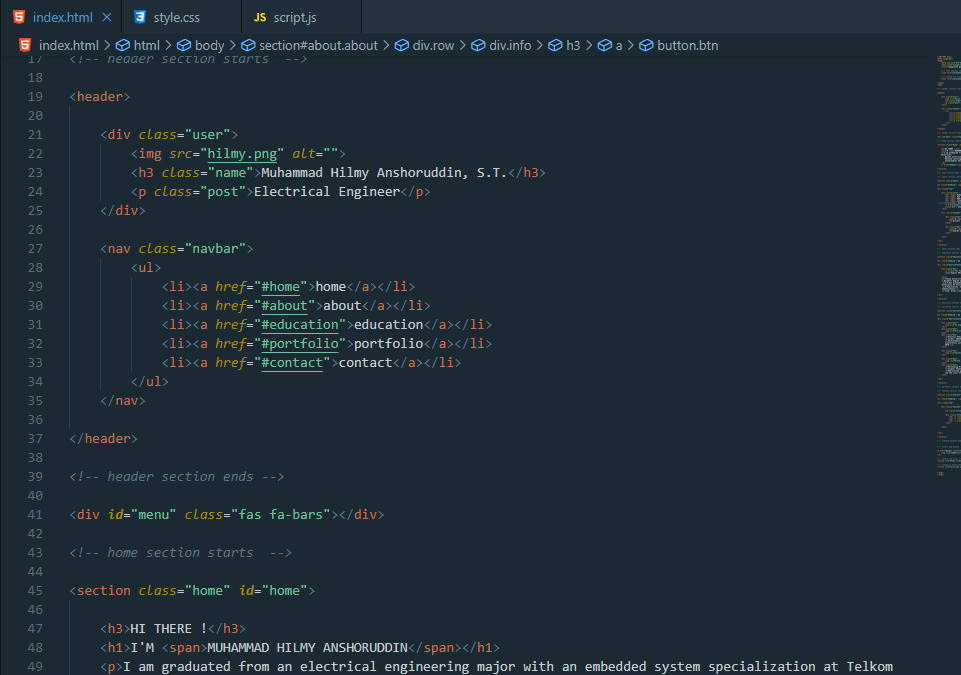 index.html
style.css
JS script.js
index.html > html > body > section#about.about > div.row > div.info > h3 > a > button.btn
17 <!-- header section starts  -->
18
19 <header>
20
21 <div class="user">
22 <img src="hilmy.png" alt="">
23 <h3 class="name">Muhammad Hilmy Anshoruddin, S.T.</h3>
24 <p class="post">Electrical Engineer</p>
25 </div>
26
27 <nav class="navbar">
28 <ul>
29 <li><a href="#home">home</a></li>
30 <li><a href="#about">about</a></li>
31 <li><a href="#education">education</a></li>
32 <li><a href="#portfolio">portfolio</a></li>
33 <li><a href="#contact">contact</a></li>
34 </ul>
35 </nav>
36
37 </header>
38
39 <!-- header section ends -->
40
41 <div id="menu" class="fas fa-bars"></div>
42
43 <!-- home section starts  -->
44
45 <section class="home" id="home">
46
47 <h3>HI THERE !</h3>
48 <h1>I'M <span>MUHAMMAD HILMY ANSHORUDDIN</span></h1>
49 <p>I am graduated from an electrical engineering major with an embedded system specialization at Telkom